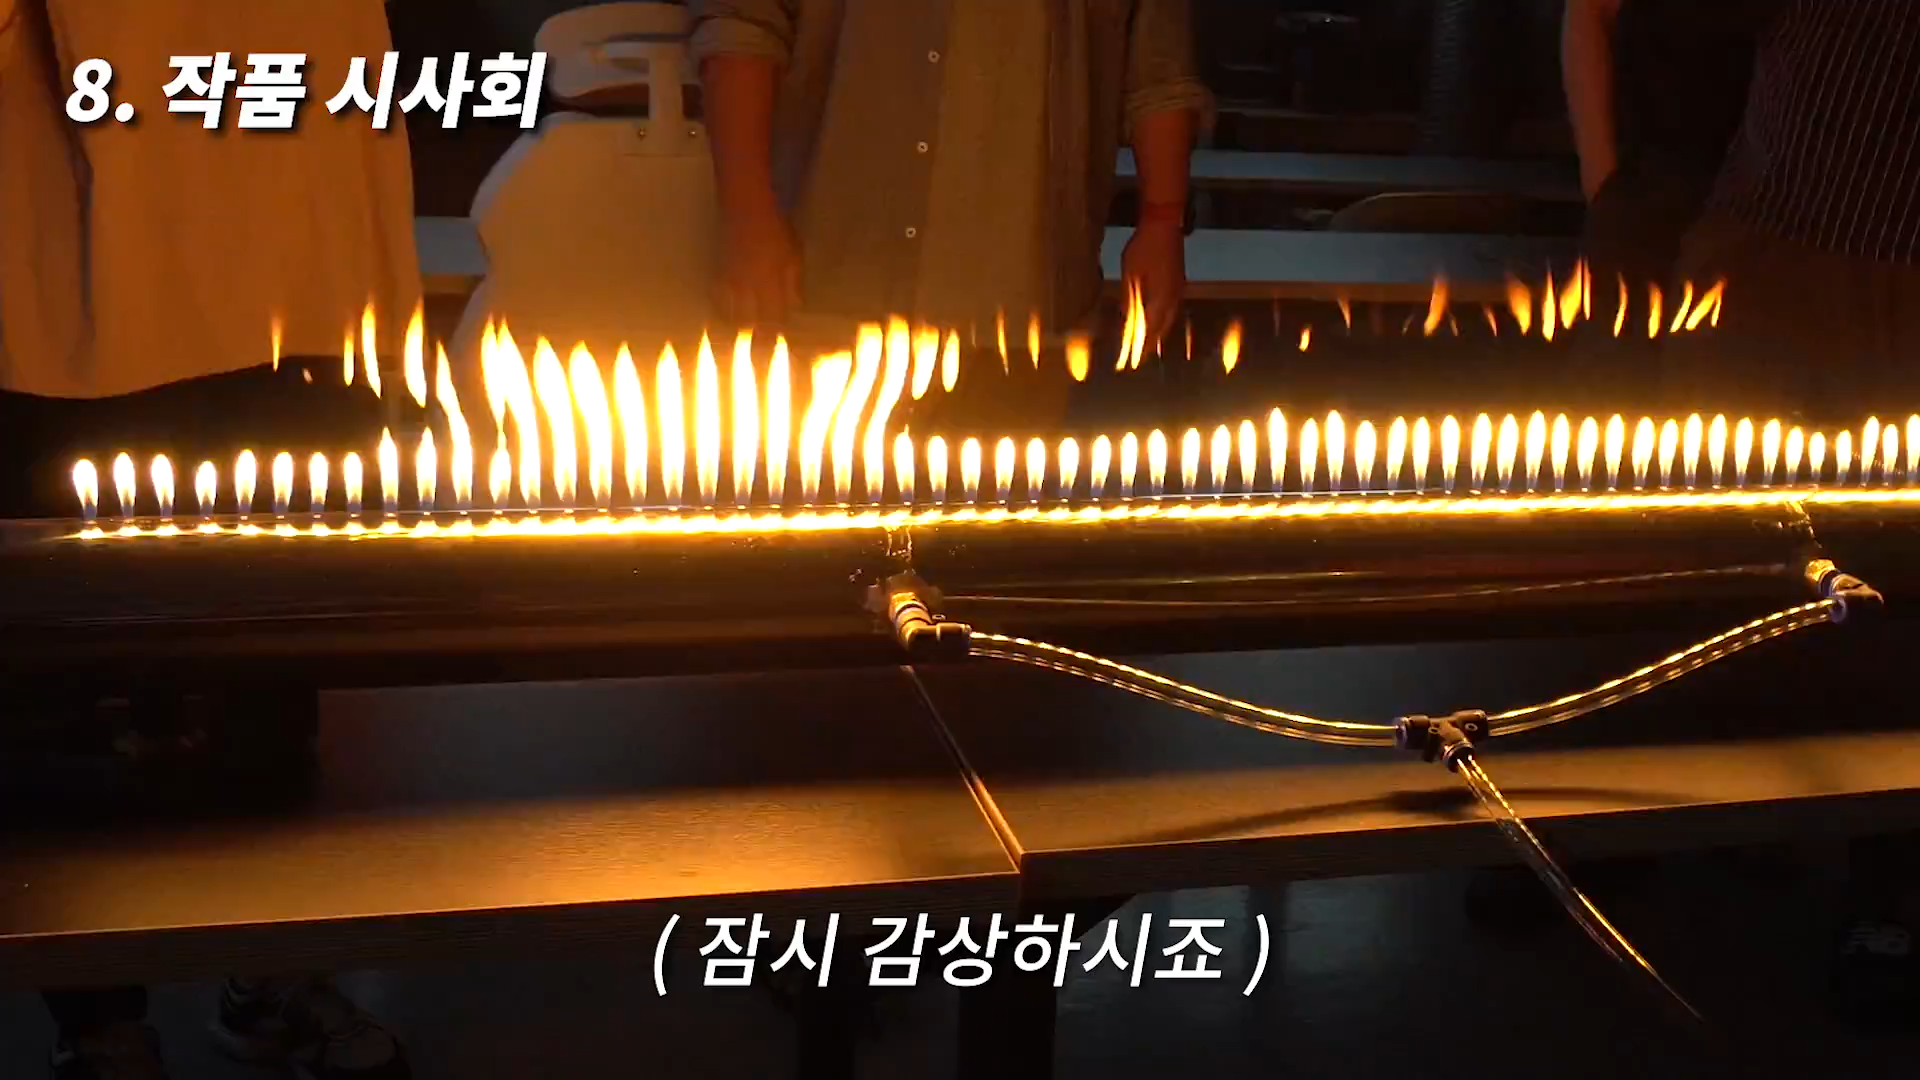 8. 작품 시사회
( 잠시 감상하시죠 )